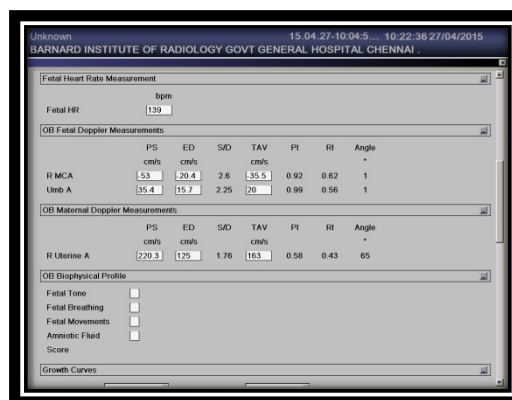 Unknown 15.04.27-10:04:5... 10:22:36 27/04/2015
BARNARD INSTITUTE OF RADIOLOGY GOVT GENERAL HOSPITAL CHENNAI .
Fetal Heart Rate Measurement
bpm
Fetal HR 139
OB Fetal Doppler Measurements
PS ED S/D TAV PI RI Angle
cm/s cm/s cm/s °
R MCA -53 -20.4 2.6 -35.5 0.92 0.62 1
Umb A 35.4 15.7 2.25 20 0.99 0.56 1
OB Maternal Doppler Measurements
PS ED S/D TAV PI RI Angle
cm/s cm/s cm/s °
R Uterine A 220.3 125 1.76 163 0.58 0.43 65
OB Biophysical Profile
Fetal Tone
Fetal Breathing
Fetal Movements
Amniotic Fluid
Score
Growth Curves